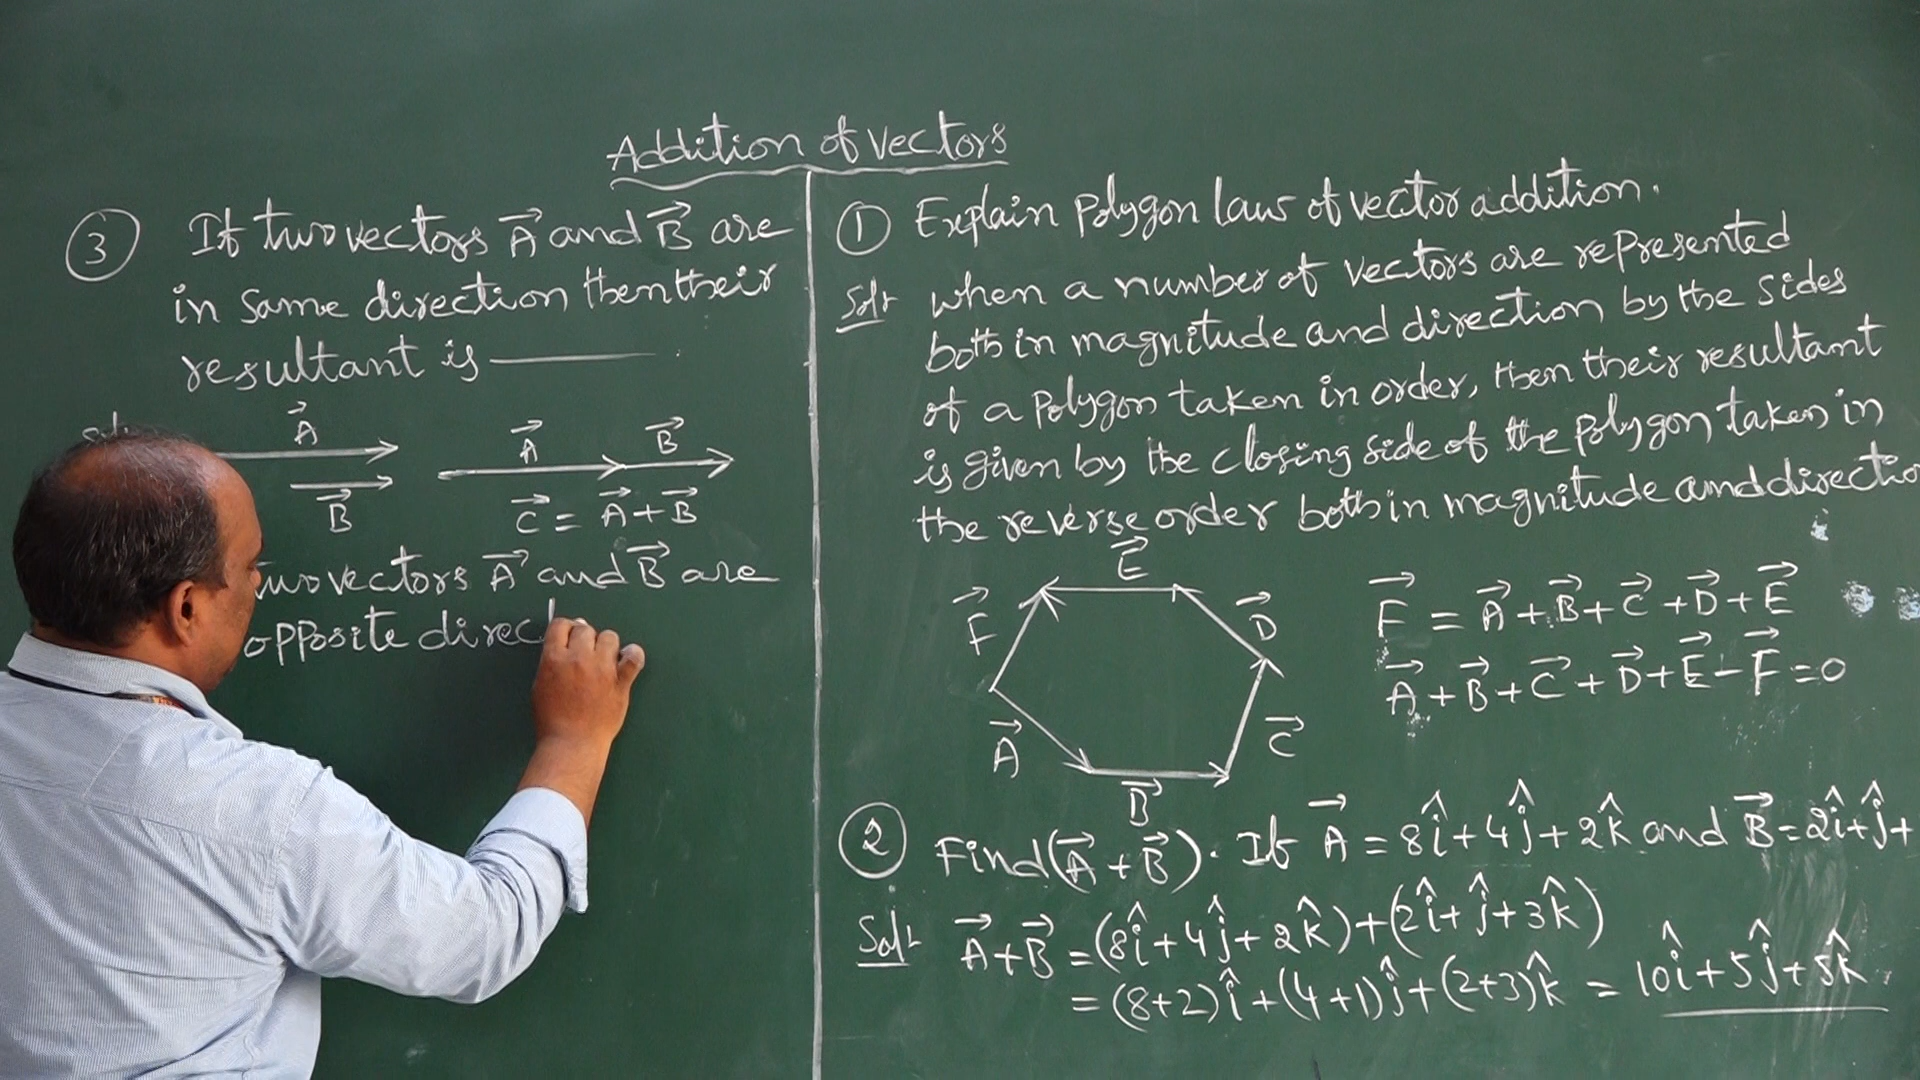 Addition of vectors
③ If two vectors A⃗ and B⃗ are
in same direction then their
resultant is ———.
A⃗
B⃗
A⃗ B⃗
C⃗ = A⃗ + B⃗
two vectors A⃗ and B⃗ are
opposite direct
① Explain Polygon law of vector addition.
Sol: when a number of vectors are represented
both in magnitude and direction by the sides
of a Polygon taken in order, then their resultant
is given by the closing side of the Polygon taken in
the reverse order both in magnitude and directio
E⃗
F⃗
D⃗
A⃗
C⃗
B⃗
F⃗ = A⃗ + B⃗ + C⃗ + D⃗ + E⃗
A⃗ + B⃗ + C⃗ + D⃗ + E⃗ - F⃗ = 0
② Find (A⃗ + B⃗). If A⃗ = 8î + 4ĵ + 2k̂ and B⃗ = 2î + ĵ +
Sol: A⃗ + B⃗ = (8î + 4ĵ + 2k̂) + (2î + ĵ + 3k̂)
= (8+2)î + (4+1)ĵ + (2+3)k̂ = 10î + 5ĵ + 5k̂.